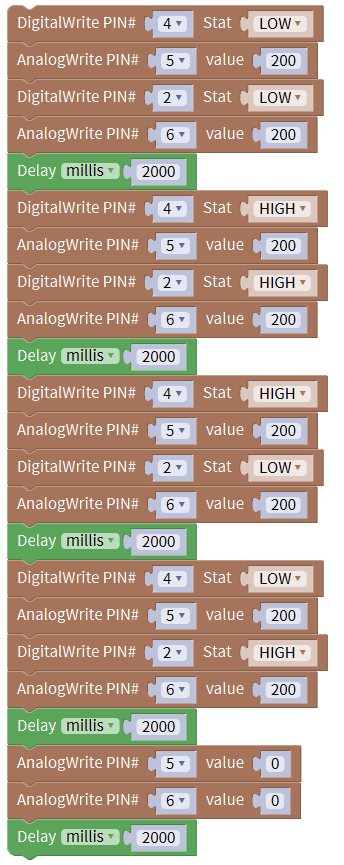 DigitalWrite PIN# 4 Stat LOW
AnalogWrite PIN# 5 value 200
DigitalWrite PIN# 2 Stat LOW
AnalogWrite PIN# 6 value 200
Delay millis 2000
DigitalWrite PIN# 4 Stat HIGH
AnalogWrite PIN# 5 value 200
DigitalWrite PIN# 2 Stat HIGH
AnalogWrite PIN# 6 value 200
Delay millis 2000
DigitalWrite PIN# 4 Stat HIGH
AnalogWrite PIN# 5 value 200
DigitalWrite PIN# 2 Stat LOW
AnalogWrite PIN# 6 value 200
Delay millis 2000
DigitalWrite PIN# 4 Stat LOW
AnalogWrite PIN# 5 value 200
DigitalWrite PIN# 2 Stat HIGH
AnalogWrite PIN# 6 value 200
Delay millis 2000
AnalogWrite PIN# 5 value 0
AnalogWrite PIN# 6 value 0
Delay millis 2000